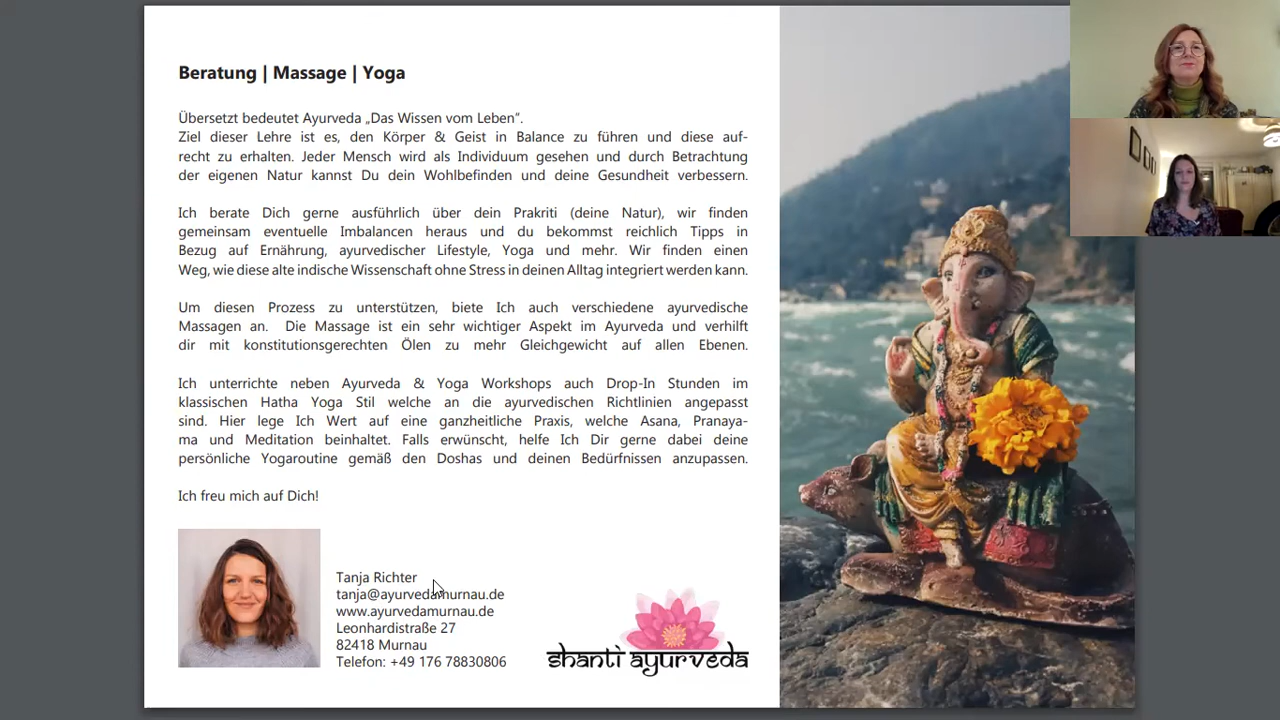 Beratung | Massage | Yoga
Übersetzt bedeutet Ayurveda „Das Wissen vom Leben“.
Ziel dieser Lehre ist es, den Körper & Geist in Balance zu führen und diese auf-
recht zu erhalten. Jeder Mensch wird als Individuum gesehen und durch Betrachtung
der eigenen Natur kannst Du dein Wohlbefinden und deine Gesundheit verbessern.
Ich berate Dich gerne ausführlich über dein Prakriti (deine Natur), wir finden
gemeinsam eventuelle Imbalancen heraus und du bekommst reichlich Tipps in
Bezug auf Ernährung, ayurvedischer Lifestyle, Yoga und mehr. Wir finden einen
Weg, wie diese alte indische Wissenschaft ohne Stress in deinen Alltag integriert werden kann.
Um diesen Prozess zu unterstützen, biete Ich auch verschiedene ayurvedische
Massagen an. Die Massage ist ein sehr wichtiger Aspekt im Ayurveda und verhilft
dir mit konstitutionsgerechten Ölen zu mehr Gleichgewicht auf allen Ebenen.
Ich unterrichte neben Ayurveda & Yoga Workshops auch Drop-In Stunden im
klassischen Hatha Yoga Stil welche an die ayurvedischen Richtlinien angepasst
sind. Hier lege Ich Wert auf eine ganzheitliche Praxis, welche Asana, Pranaya-
ma und Meditation beinhaltet. Falls erwünscht, helfe Ich Dir gerne dabei deine
persönliche Yogaroutine gemäß den Doshas und deinen Bedürfnissen anzupassen.
Ich freu mich auf Dich!
Tanja Richter
tanja@ayurvedamurnau.de
www.ayurvedamurnau.de
Leonhardistraße 27
82418 Murnau
Telefon: +49 176 78830806
shanti ayurveda